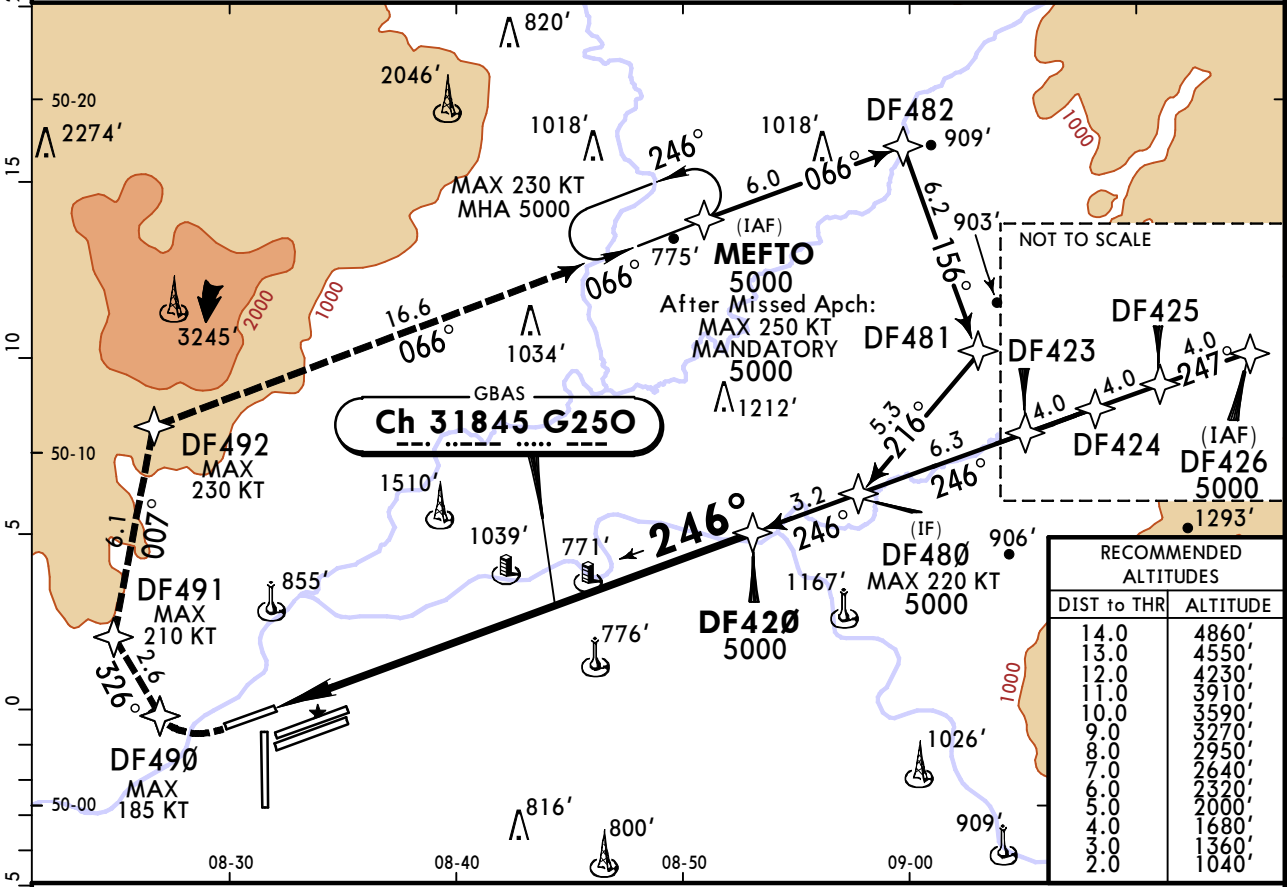 820'
2046'
50-20
2274'
1018'
1018'
DF482
909'
1000
15
246°
6.0
066°
MAX 230 KT
MHA 5000
6.2
903'
NOT TO SCALE
(IAF)
775'
MEFTO
5000
066°
156°
After Missed Apch:
MAX 250 KT
MANDATORY
5000
3245'
2000
1000
16.6
066°
1034'
DF481
DF425
DF423
4.0
247°
10
GBAS
Ch 31845 G25O
1212'
4.0
4.0
DF424
(IAF)
DF426
5000
DF492
MAX
230 KT
50-10
5.3
216°
6.3
246°
1510'
3.2
246°
246°
(IF)
DF48Ø
MAX 220 KT
5000
906'
1293'
5
6.1
007°
1039'
771'
1167'
DF491
MAX
210 KT
855'
DF42Ø
5000
776'
2.6
326°
0
DF49Ø
MAX
185 KT
1000
1026'
50-00
816'
800'
909'
5
08-30
08-40
08-50
09-00
RECOMMENDED
ALTITUDES
DIST to THR ALTITUDE
14.0 4860'
13.0 4550'
12.0 4230'
11.0 3910'
10.0 3590'
9.0 3270'
8.0 2950'
7.0 2640'
6.0 2320'
5.0 2000'
4.0 1680'
3.0 1360'
2.0 1040'